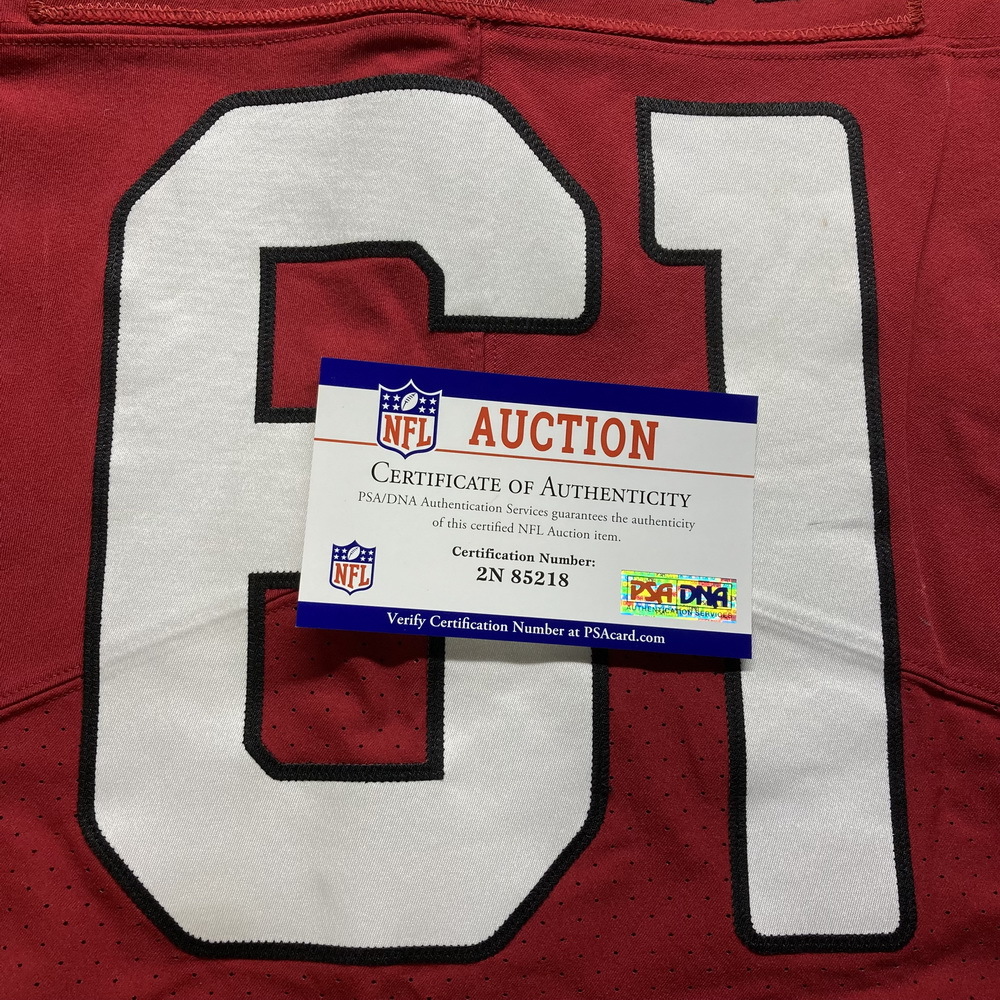 61
NFL AUCTION
CERTIFICATE OF AUTHENTICITY
PSA/DNA Authentication Services guarantees the authenticity
of this certified NFL Auction item.
NFL
Certification Number:
2N 85218
PSA DNA
AUTHENTICATION SERVICES
Verify Certification Number at PSAcard.com